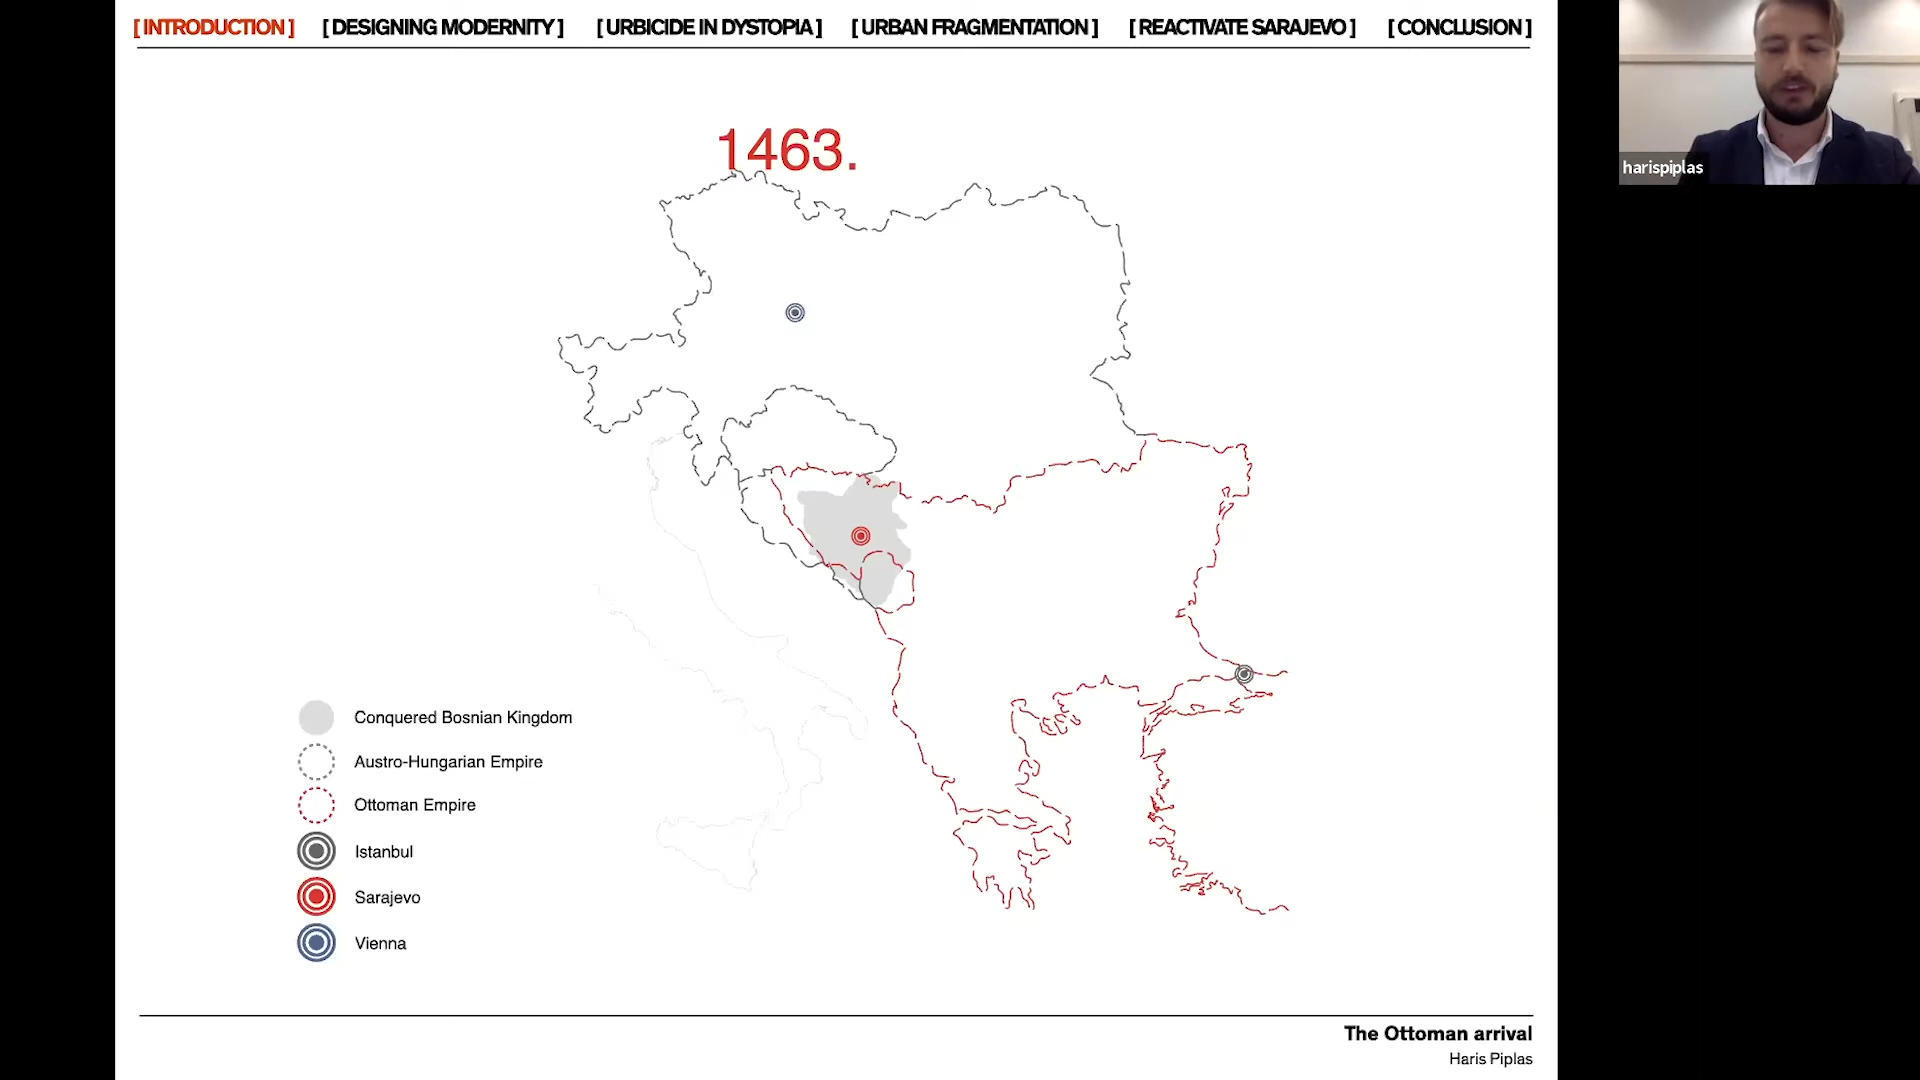 [ INTRODUCTION ] [ DESIGNING MODERNITY ] [ URBICIDE IN DYSTOPIA ] [ URBAN FRAGMENTATION ] [ REACTIVATE SARAJEVO ] [ CONCLUSION ]
harispiplas
1463.
Conquered Bosnian Kingdom
Austro-Hungarian Empire
Ottoman Empire
Istanbul
Sarajevo
Vienna
The Ottoman arrival
Haris Piplas